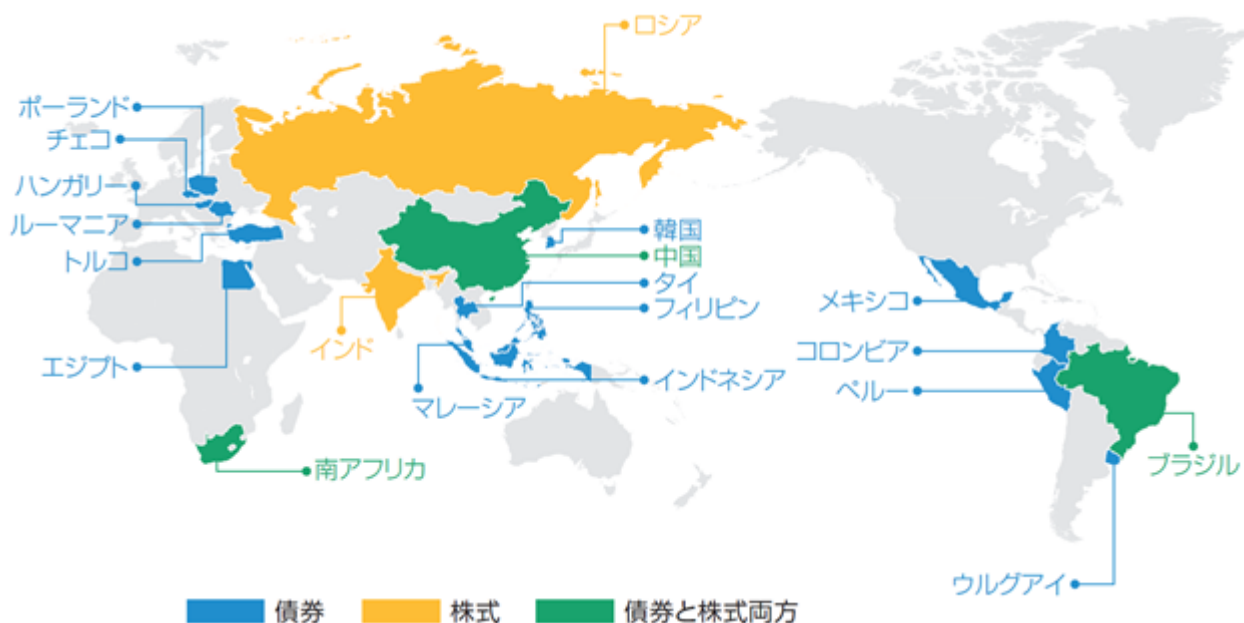 ロシア
ポーランド
チェコ
ハンガリー
ルーマニア
トルコ
韓国
中国
タイ
フィリピン
メキシコ
インド
コロンビア
エジプト
インドネシア
ペルー
マレーシア
南アフリカ
ブラジル
ウルグアイ
債券 株式 債券と株式両方